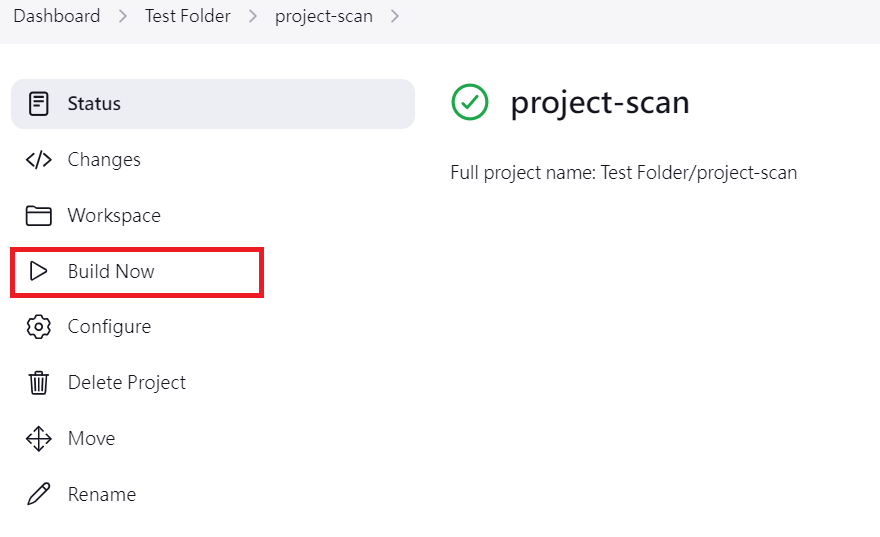 Dashboard > Test Folder > project-scan >
Status
Changes
Workspace
Build Now
Configure
Delete Project
Move
Rename
project-scan
Full project name: Test Folder/project-scan